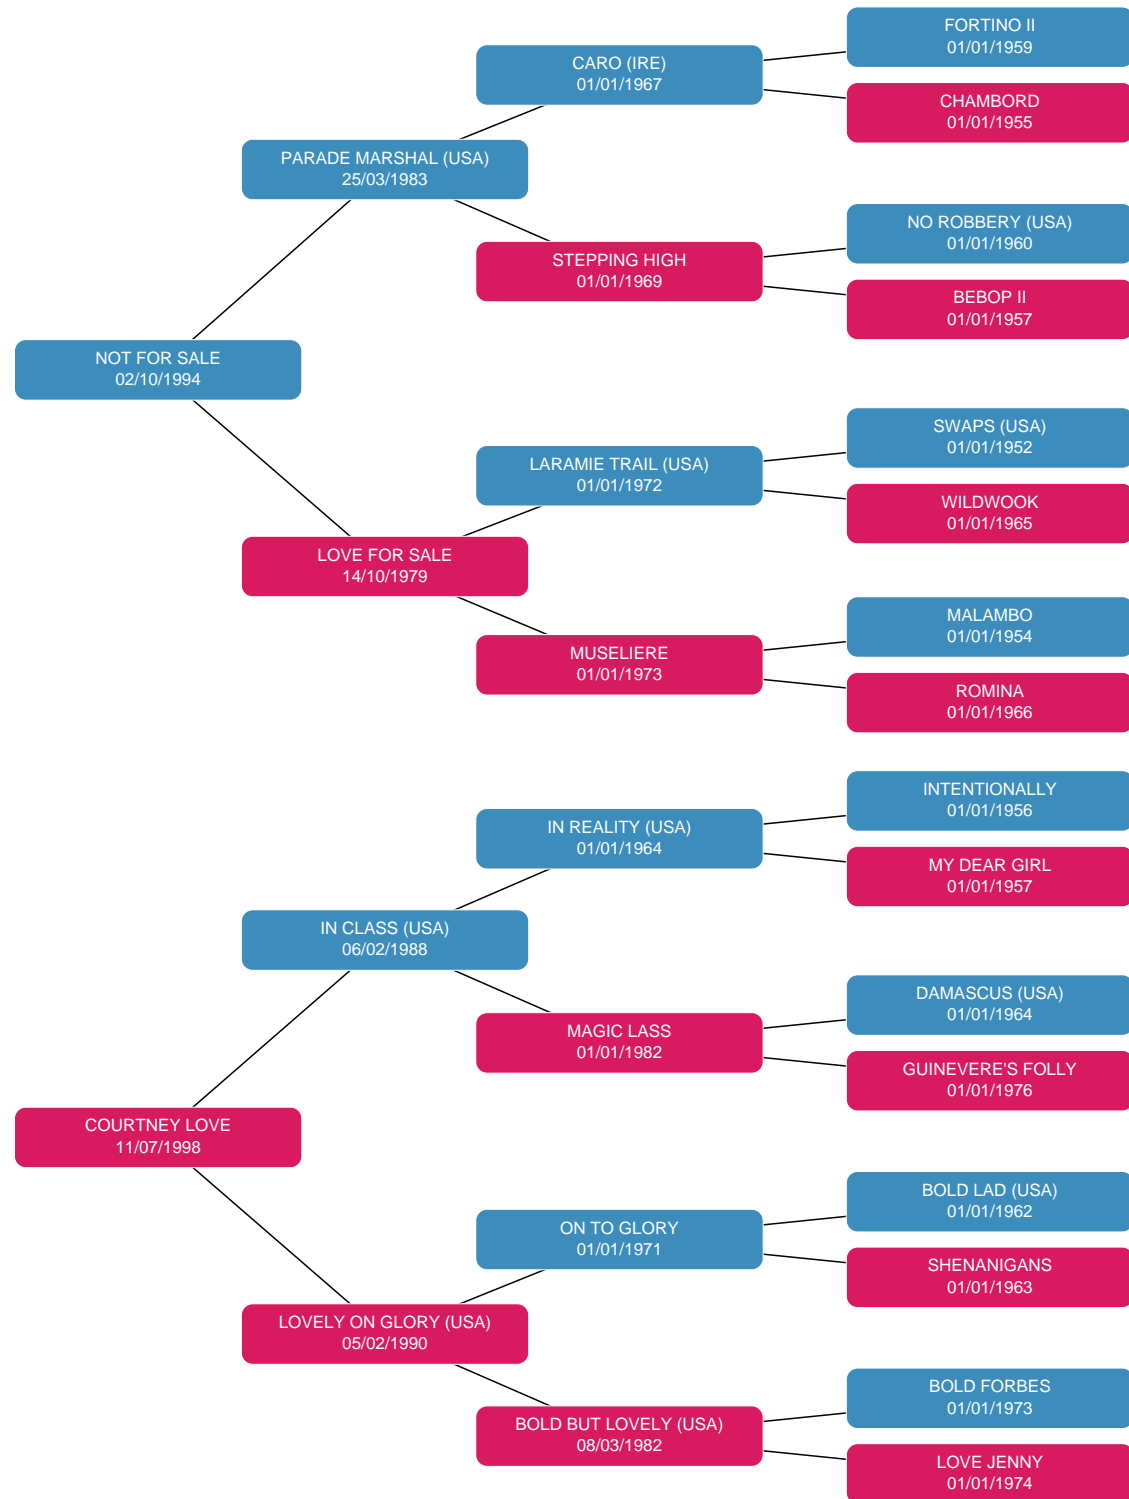 FORTINO II
01/01/1959
CARO (IRE)
01/01/1967
CHAMBORD
01/01/1955
PARADE MARSHAL (USA)
25/03/1983
NO ROBBERY (USA)
01/01/1960
STEPPING HIGH
01/01/1969
BEBOP II
01/01/1957
NOT FOR SALE
02/10/1994
SWAPS (USA)
01/01/1952
LARAMIE TRAIL (USA)
01/01/1972
WILDWOOK
01/01/1965
LOVE FOR SALE
14/10/1979
MALAMBO
01/01/1954
MUSELIERE
01/01/1973
ROMINA
01/01/1966
INTENTIONALLY
01/01/1956
IN REALITY (USA)
01/01/1964
MY DEAR GIRL
01/01/1957
IN CLASS (USA)
06/02/1988
DAMASCUS (USA)
01/01/1964
MAGIC LASS
01/01/1982
GUINEVERE'S FOLLY
01/01/1976
COURTNEY LOVE
11/07/1998
BOLD LAD (USA)
01/01/1962
ON TO GLORY
01/01/1971
SHENANIGANS
01/01/1963
LOVELY ON GLORY (USA)
05/02/1990
BOLD FORBES
01/01/1973
BOLD BUT LOVELY (USA)
08/03/1982
LOVE JENNY
01/01/1974